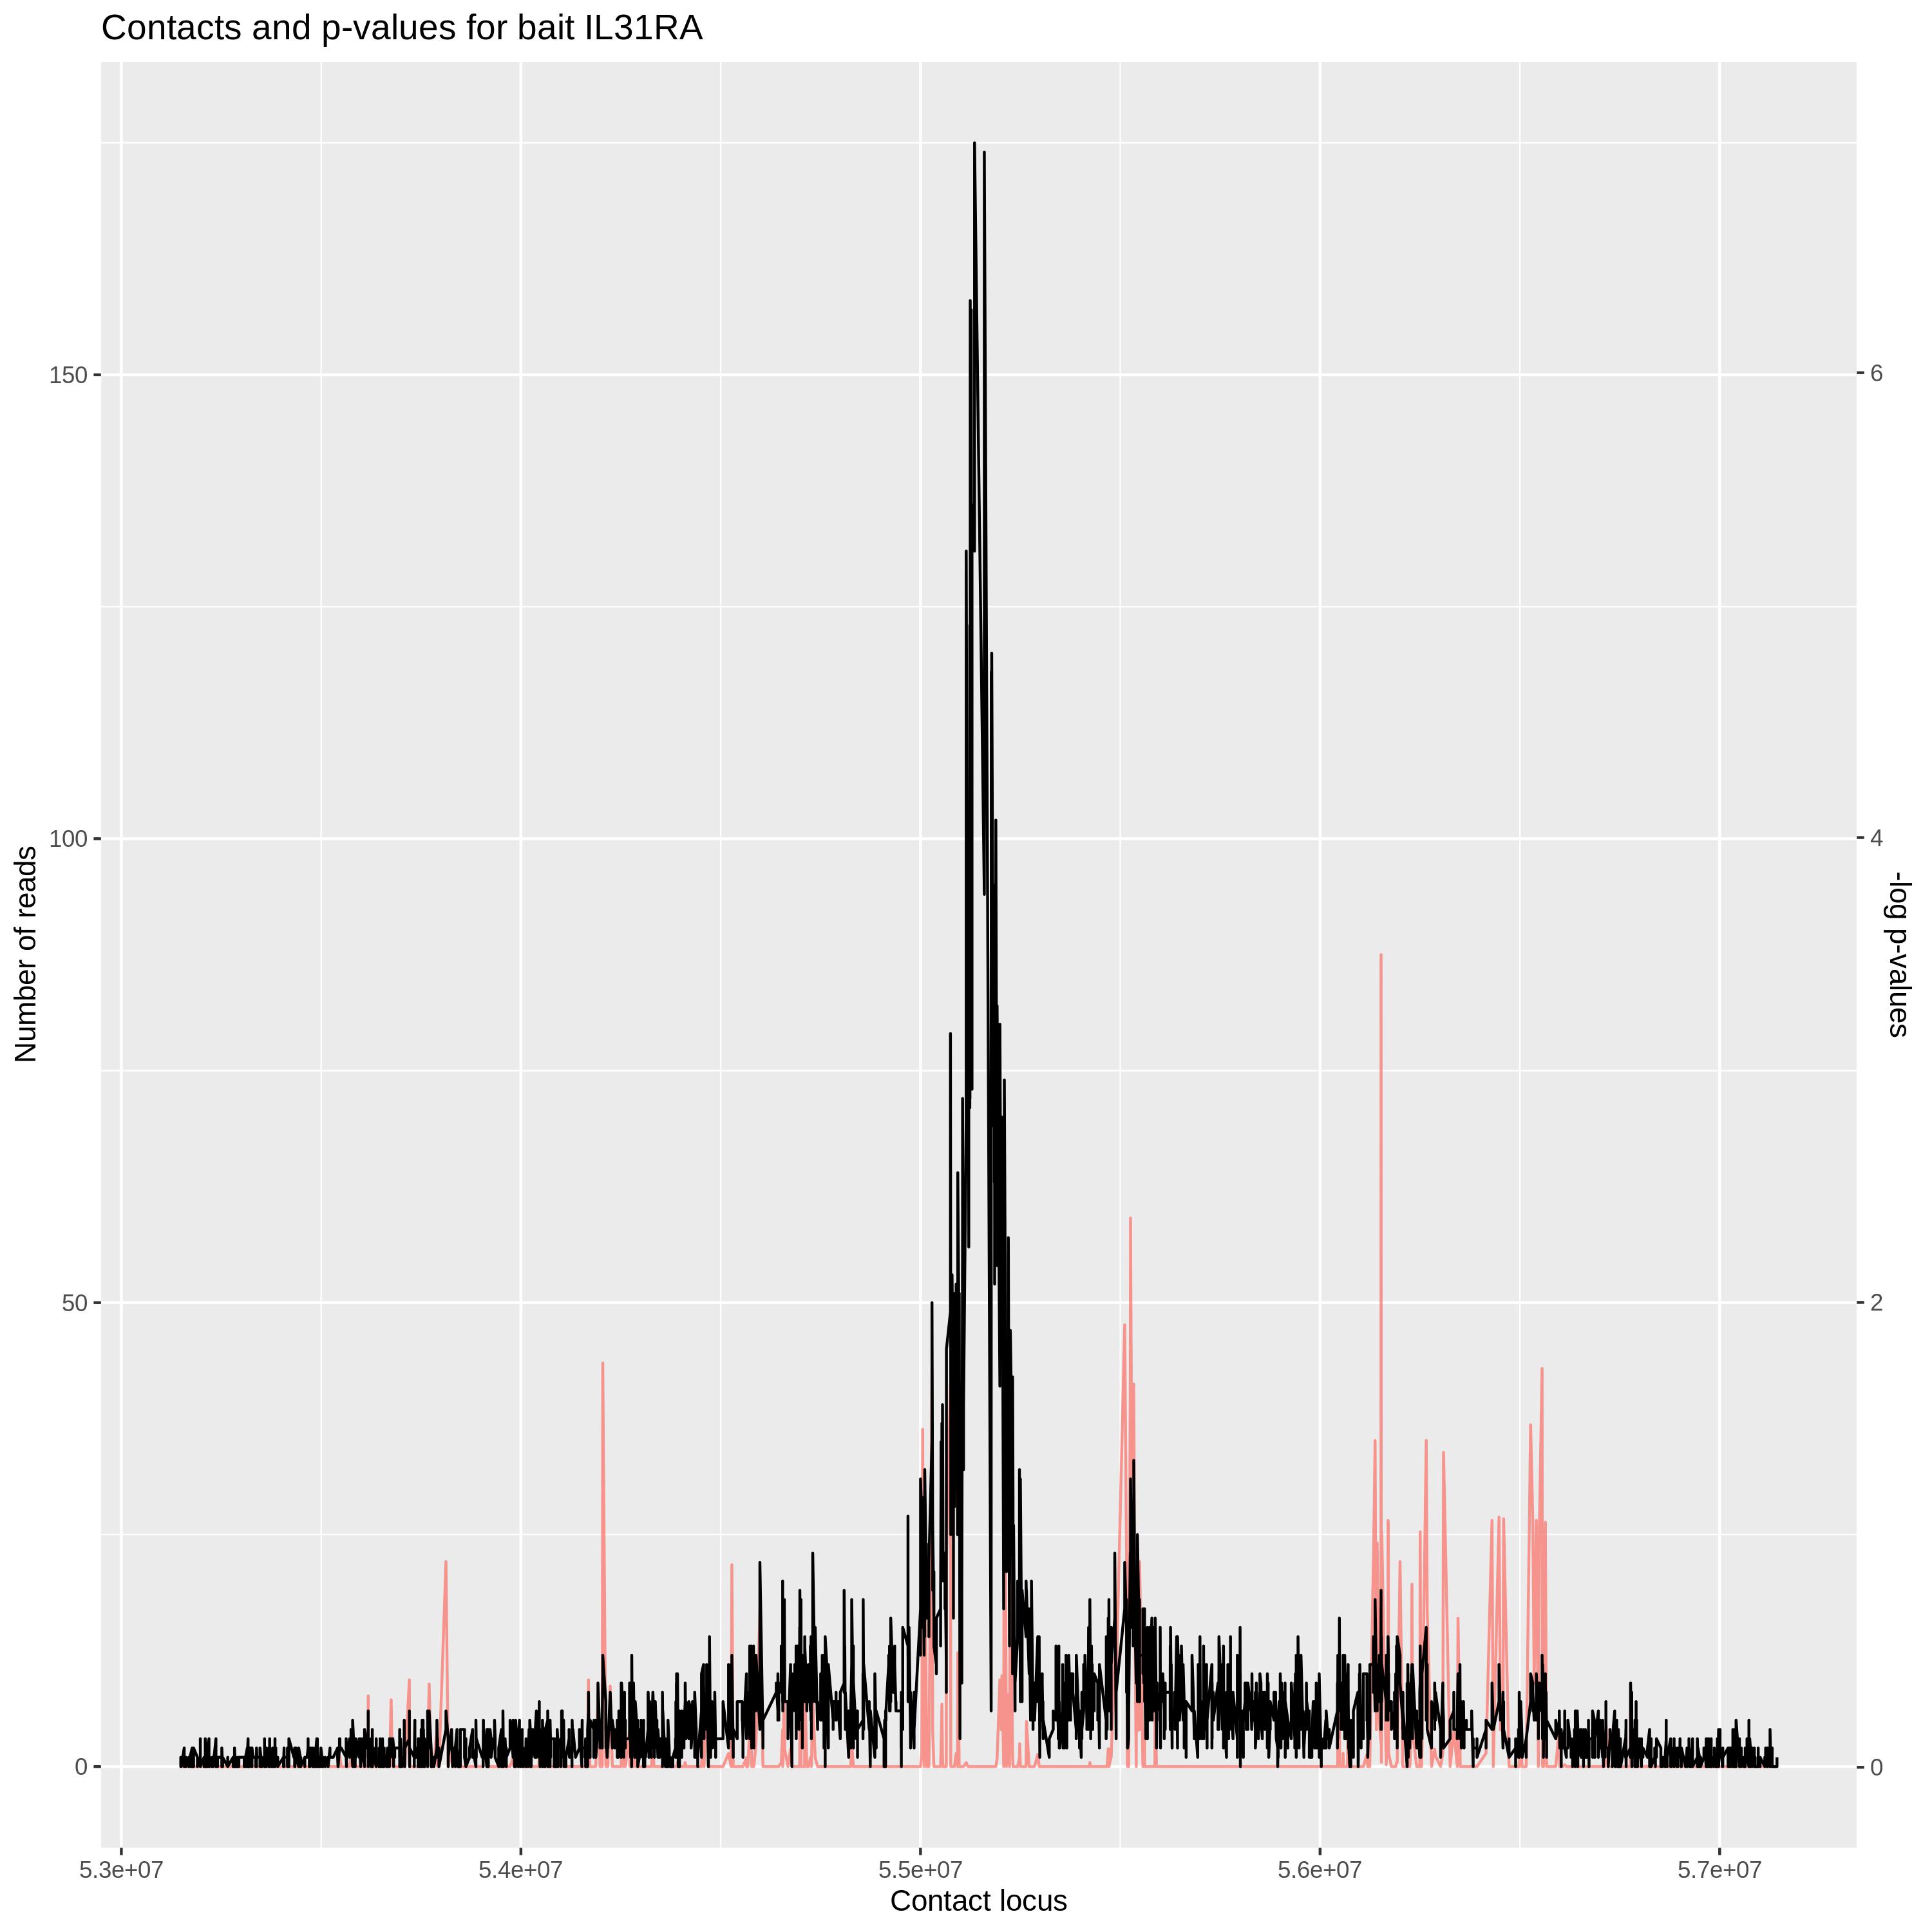 Contacts and p-values for bait IL31RA
150
100
50
0
Number of reads
6
4
2
0
-log p-values
5.3e+07
5.4e+07
5.5e+07
5.6e+07
5.7e+07
Contact locus